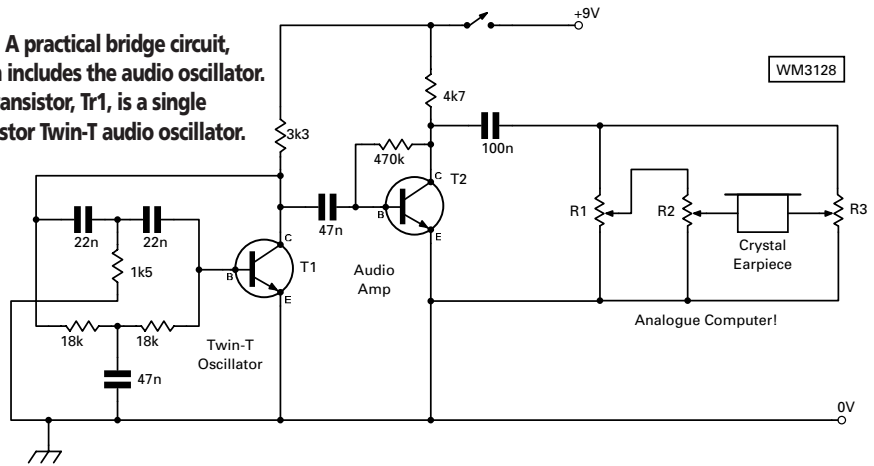 A practical bridge circuit,
includes the audio oscillator.
ransistor, Tr1, is a single
Twin-T audio oscillator.
+9V
WM3128
4k7
3k3
470k
100n
C
T2
B
E
R1
R2
R3
22n
22n
47n
C
T1
B
E
1k5
Audio
Amp
Crystal
Earpiece
Analogue Computer!
18k
18k
Twin-T
Oscillator
47n
0V